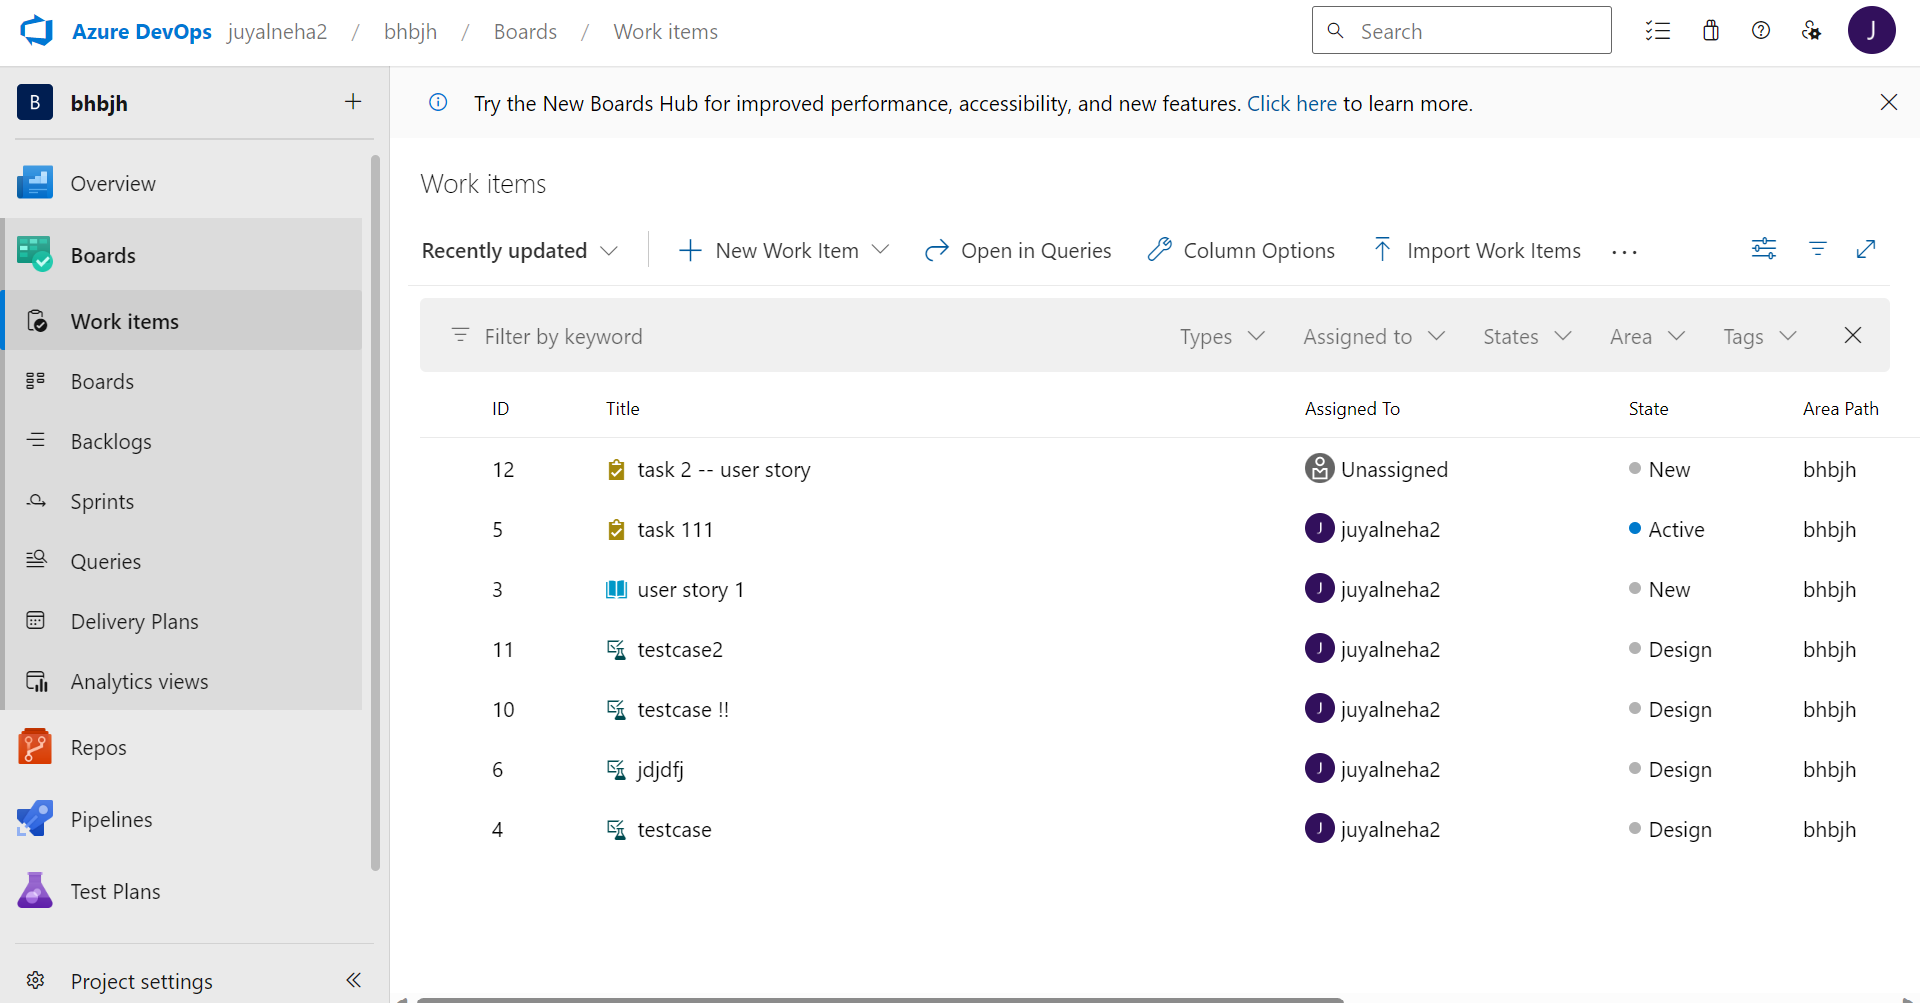 Azure DevOps juyalneha2 / bhbjh / Boards / Work items Search J
B bhbjh +
Try the New Boards Hub for improved performance, accessibility, and new features. Click here to learn more.
Overview
Boards
Work items
Boards
Backlogs
Sprints
Queries
Delivery Plans
Analytics views
Repos
Pipelines
Test Plans
Project settings
Work items
Recently updated New Work Item Open in Queries Column Options Import Work Items ...
Filter by keyword Types Assigned to States Area Tags
ID Title Assigned To State Area Path
12 task 2 -- user story Unassigned New bhbjh
5 task 111 J juyalneha2 Active bhbjh
3 user story 1 J juyalneha2 New bhbjh
11 testcase2 J juyalneha2 Design bhbjh
10 testcase !! J juyalneha2 Design bhbjh
6 jdjdfj J juyalneha2 Design bhbjh
4 testcase J juyalneha2 Design bhbjh